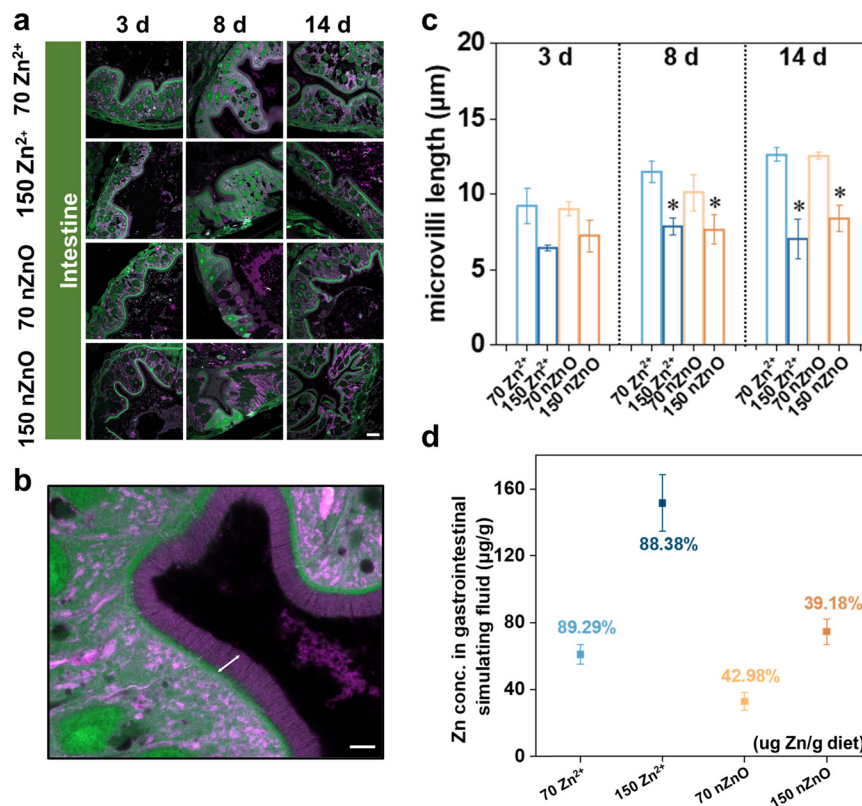 a
3 d 8 d 14 d
Intestine
70 Zn²⁺
150 Zn²⁺
70 nZnO
150 nZnO
b
c
microvilli length (μm)
20
15
10
5
0
3 d 8 d 14 d
* * * *
70 Zn²⁺ 150 Zn²⁺ 70 nZnO 150 nZnO
70 Zn²⁺ 150 Zn²⁺ 70 nZnO 150 nZnO
70 Zn²⁺ 150 Zn²⁺ 70 nZnO 150 nZnO
d
Zn conc. in gastrointestinal
simulating fluid (μg/g)
160
120
80
40
0
89.29%
88.38%
42.98%
39.18%
(ug Zn/g diet)
70 Zn²⁺ 150 Zn²⁺ 70 nZnO 150 nZnO